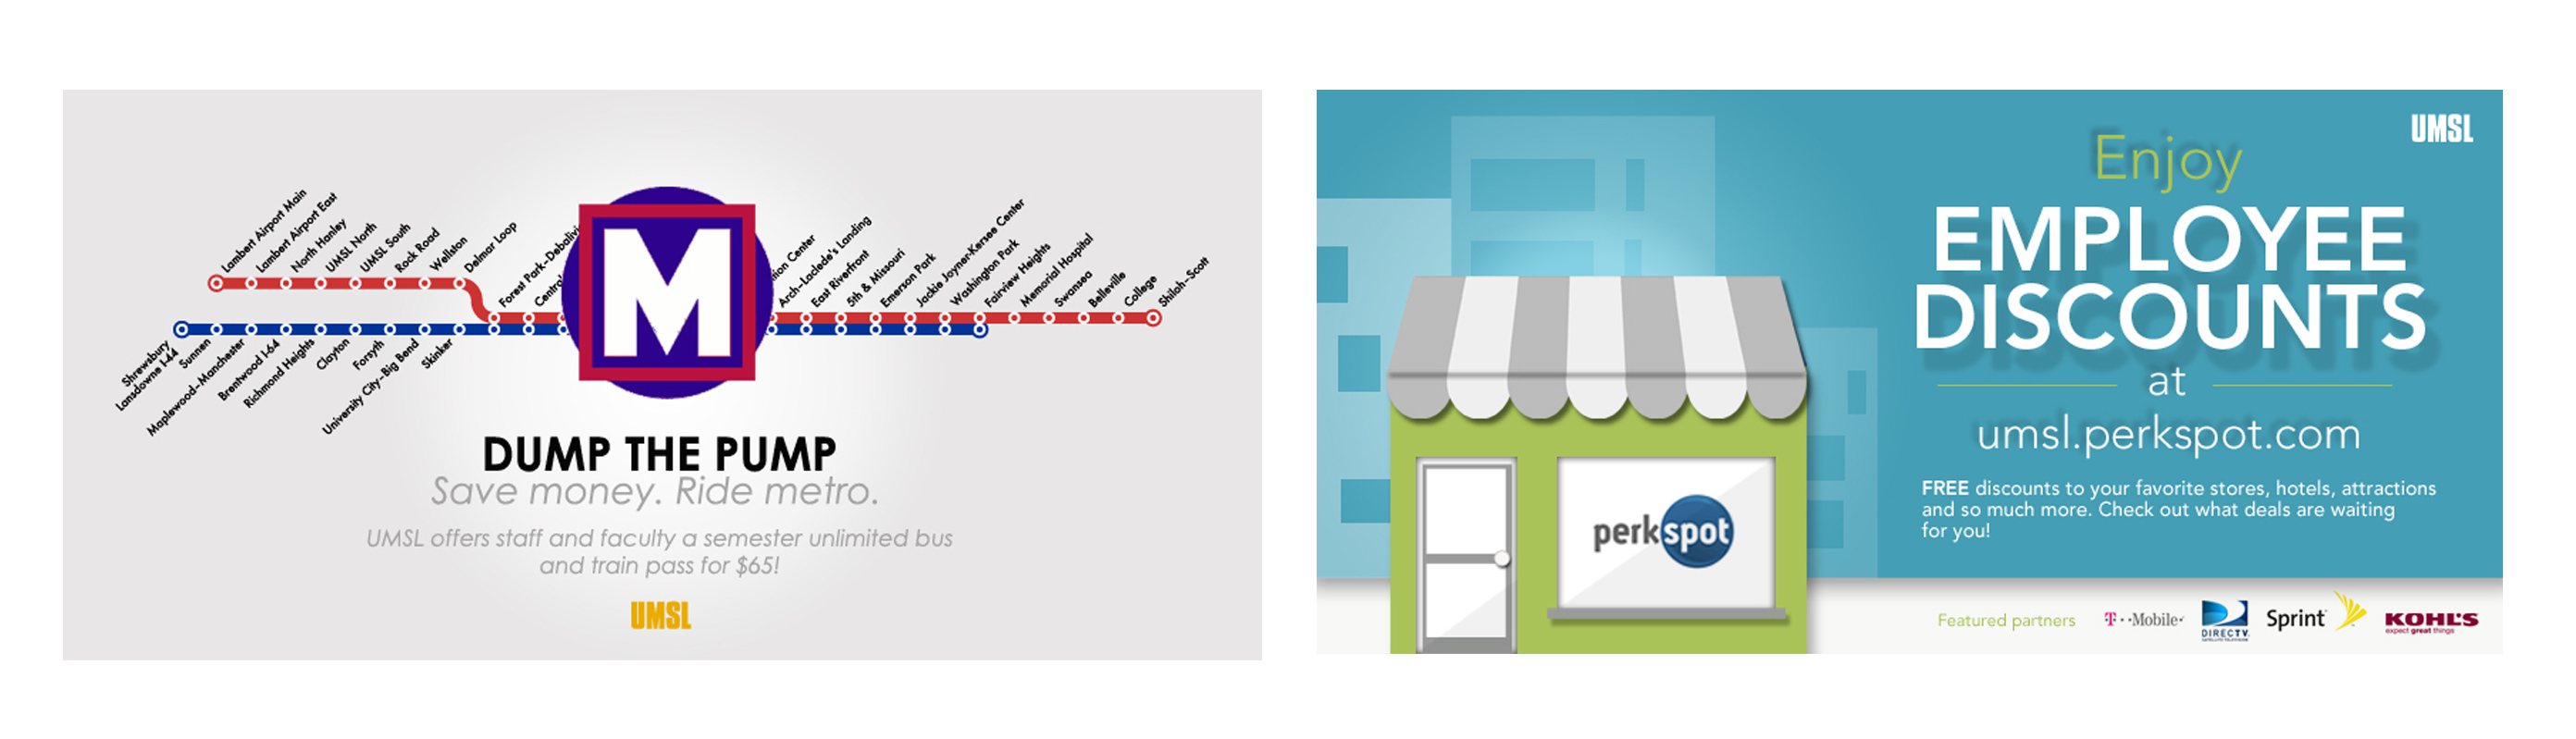 Lambert Airport Main
Lambert Airport East
North Hanley
UMSL North
UMSL South
Rock Road
Wellston
Delmar Loop
Forest Park-Debaliv
Central
tion Center
Arch-Laclede's Landing
East Riverfront
5th & Missouri
Emerson Park
Jackie Joyner-Kersee Center
Washington Park
Fairview Heights
Memorial Hospital
Swansea
Belleville
College
Shiloh-Scott
Shrewsbury
Lansdowne I-44
Sunnen
Maplewood-Manchester
Brentwood I-64
Richmond Heights
Clayton
Forsyth
University City-Big Bend
Skinker
M
DUMP THE PUMP
Save money. Ride metro.
UMSL offers staff and faculty a semester unlimited bus
and train pass for $65!
UMSL
UMSL
Enjoy
EMPLOYEE
DISCOUNTS
at
umsl.perkspot.com
FREE discounts to your favorite stores, hotels, attractions
and so much more. Check out what deals are waiting
for you!
perkspot
Featured partners
T··Mobile·
DIRECTV
SATELLITE TELEVISION
Sprint
KOHL'S
expect great things